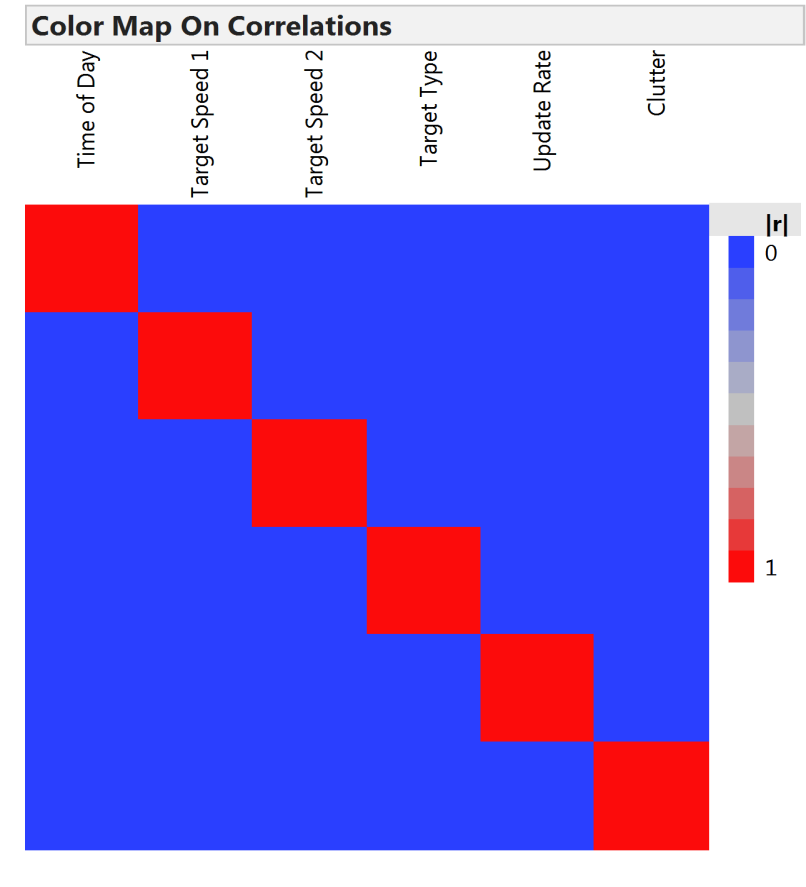 Color Map On Correlations
Time of Day
Target Speed 1
Target Speed 2
Target Type
Update Rate
Clutter
|r|
0
1